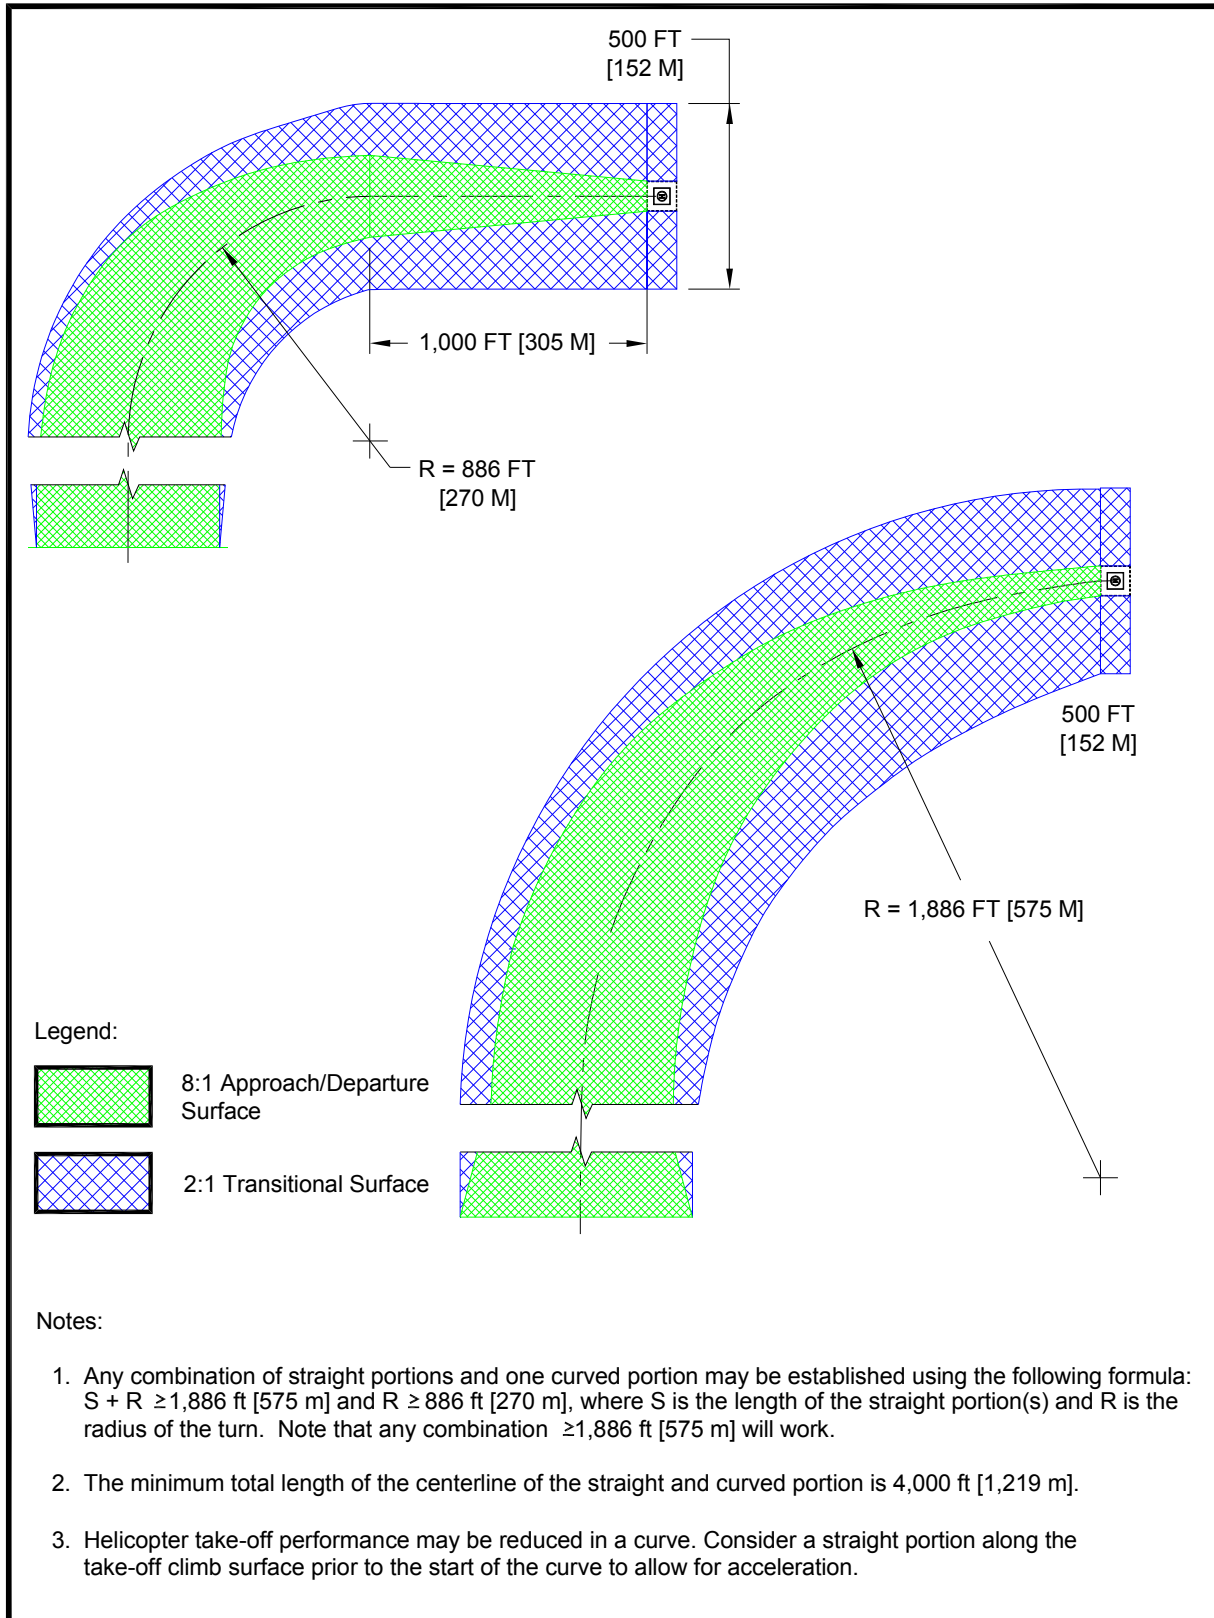 500 FT
[152 M]
1,000 FT [305 M]
R = 886 FT
[270 M]
500 FT
[152 M]
R = 1,886 FT [575 M]
Legend:
8:1 Approach/Departure
Surface
2:1 Transitional Surface
Notes:
1. Any combination of straight portions and one curved portion may be established using the following formula:
S + R ≥1,886 ft [575 m] and R ≥ 886 ft [270 m], where S is the length of the straight portion(s) and R is the
radius of the turn. Note that any combination ≥1,886 ft [575 m] will work.
2. The minimum total length of the centerline of the straight and curved portion is 4,000 ft [1,219 m].
3. Helicopter take-off performance may be reduced in a curve. Consider a straight portion along the
take-off climb surface prior to the start of the curve to allow for acceleration.